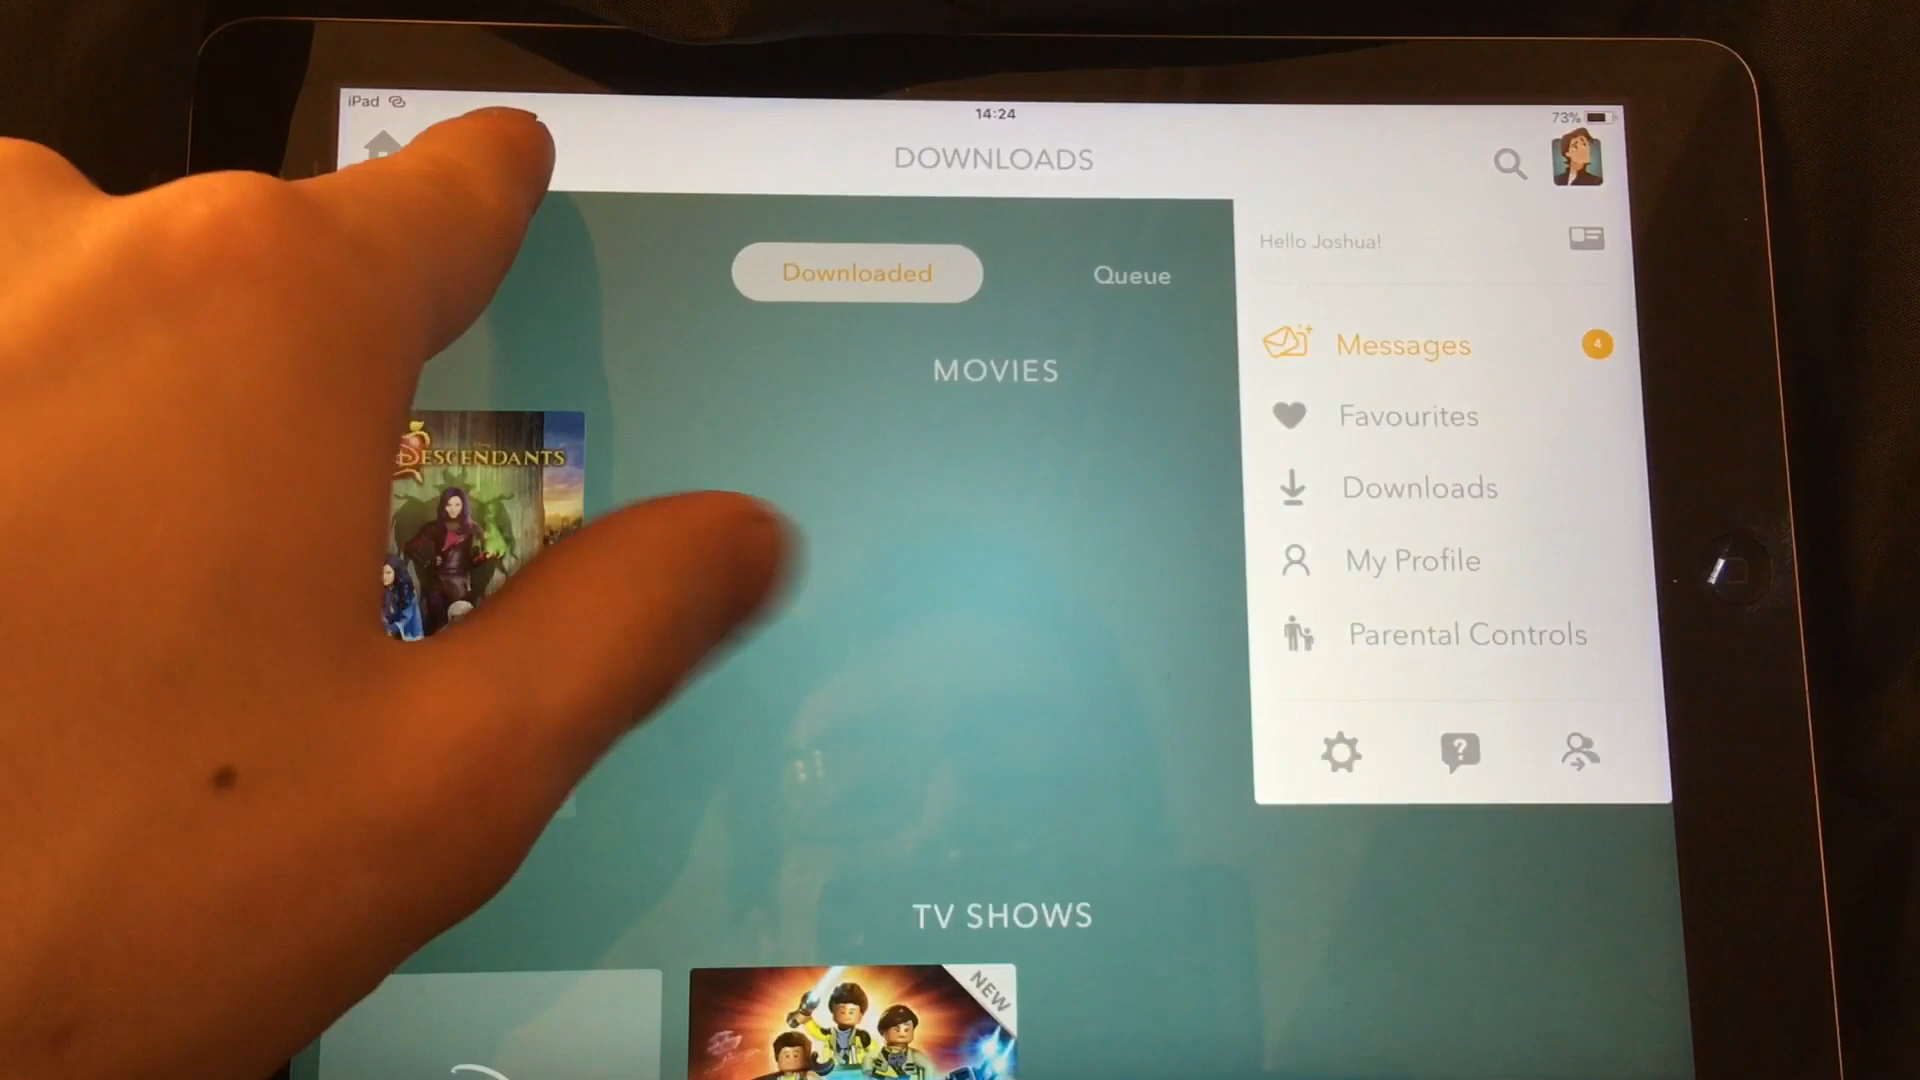 iPad
14:24
73%
DOWNLOADS
Hello Joshua!
Downloaded
Queue
Messages
4
MOVIES
Favourites
DESCENDANTS
Downloads
My Profile
Parental Controls
?
TV SHOWS
NEW